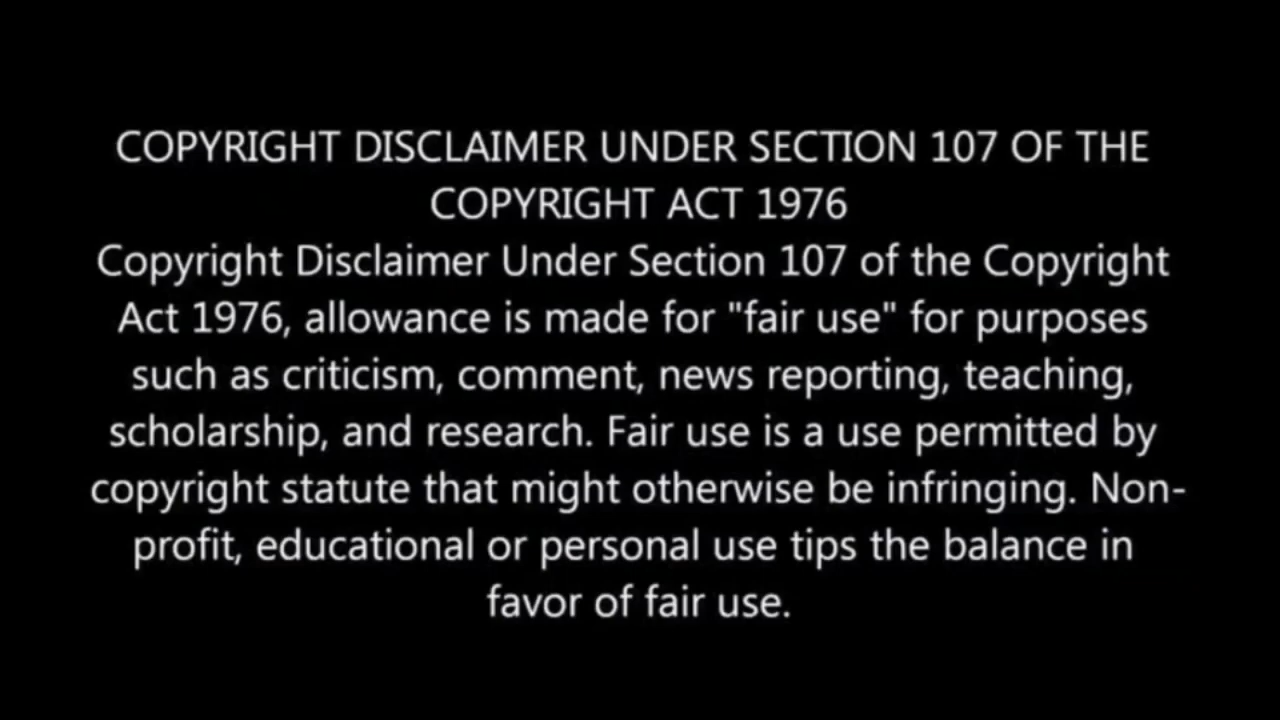 COPYRIGHT DISCLAIMER UNDER SECTION 107 OF THE
COPYRIGHT ACT 1976
Copyright Disclaimer Under Section 107 of the Copyright
Act 1976, allowance is made for "fair use" for purposes
such as criticism, comment, news reporting, teaching,
scholarship, and research. Fair use is a use permitted by
copyright statute that might otherwise be infringing. Non-
profit, educational or personal use tips the balance in
favor of fair use.